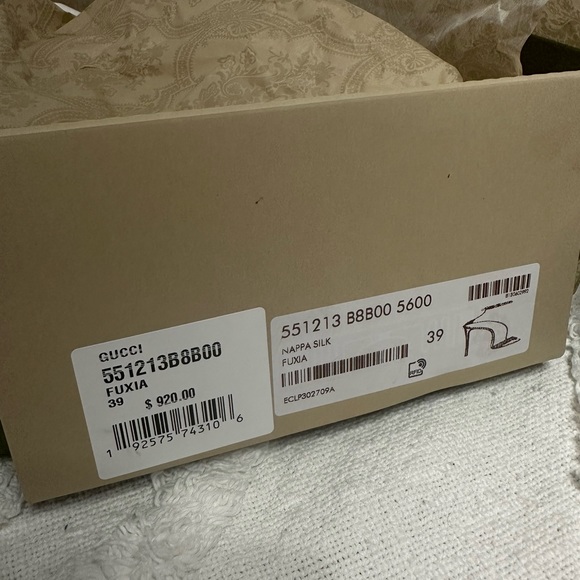 GUCCI
551213B8B00
FUXIA
39 $ 920.00
1 92575 74310 6
551213 B8B00 5600
NAPPA SILK
FUXIA
39
ECLP302709A
RFID